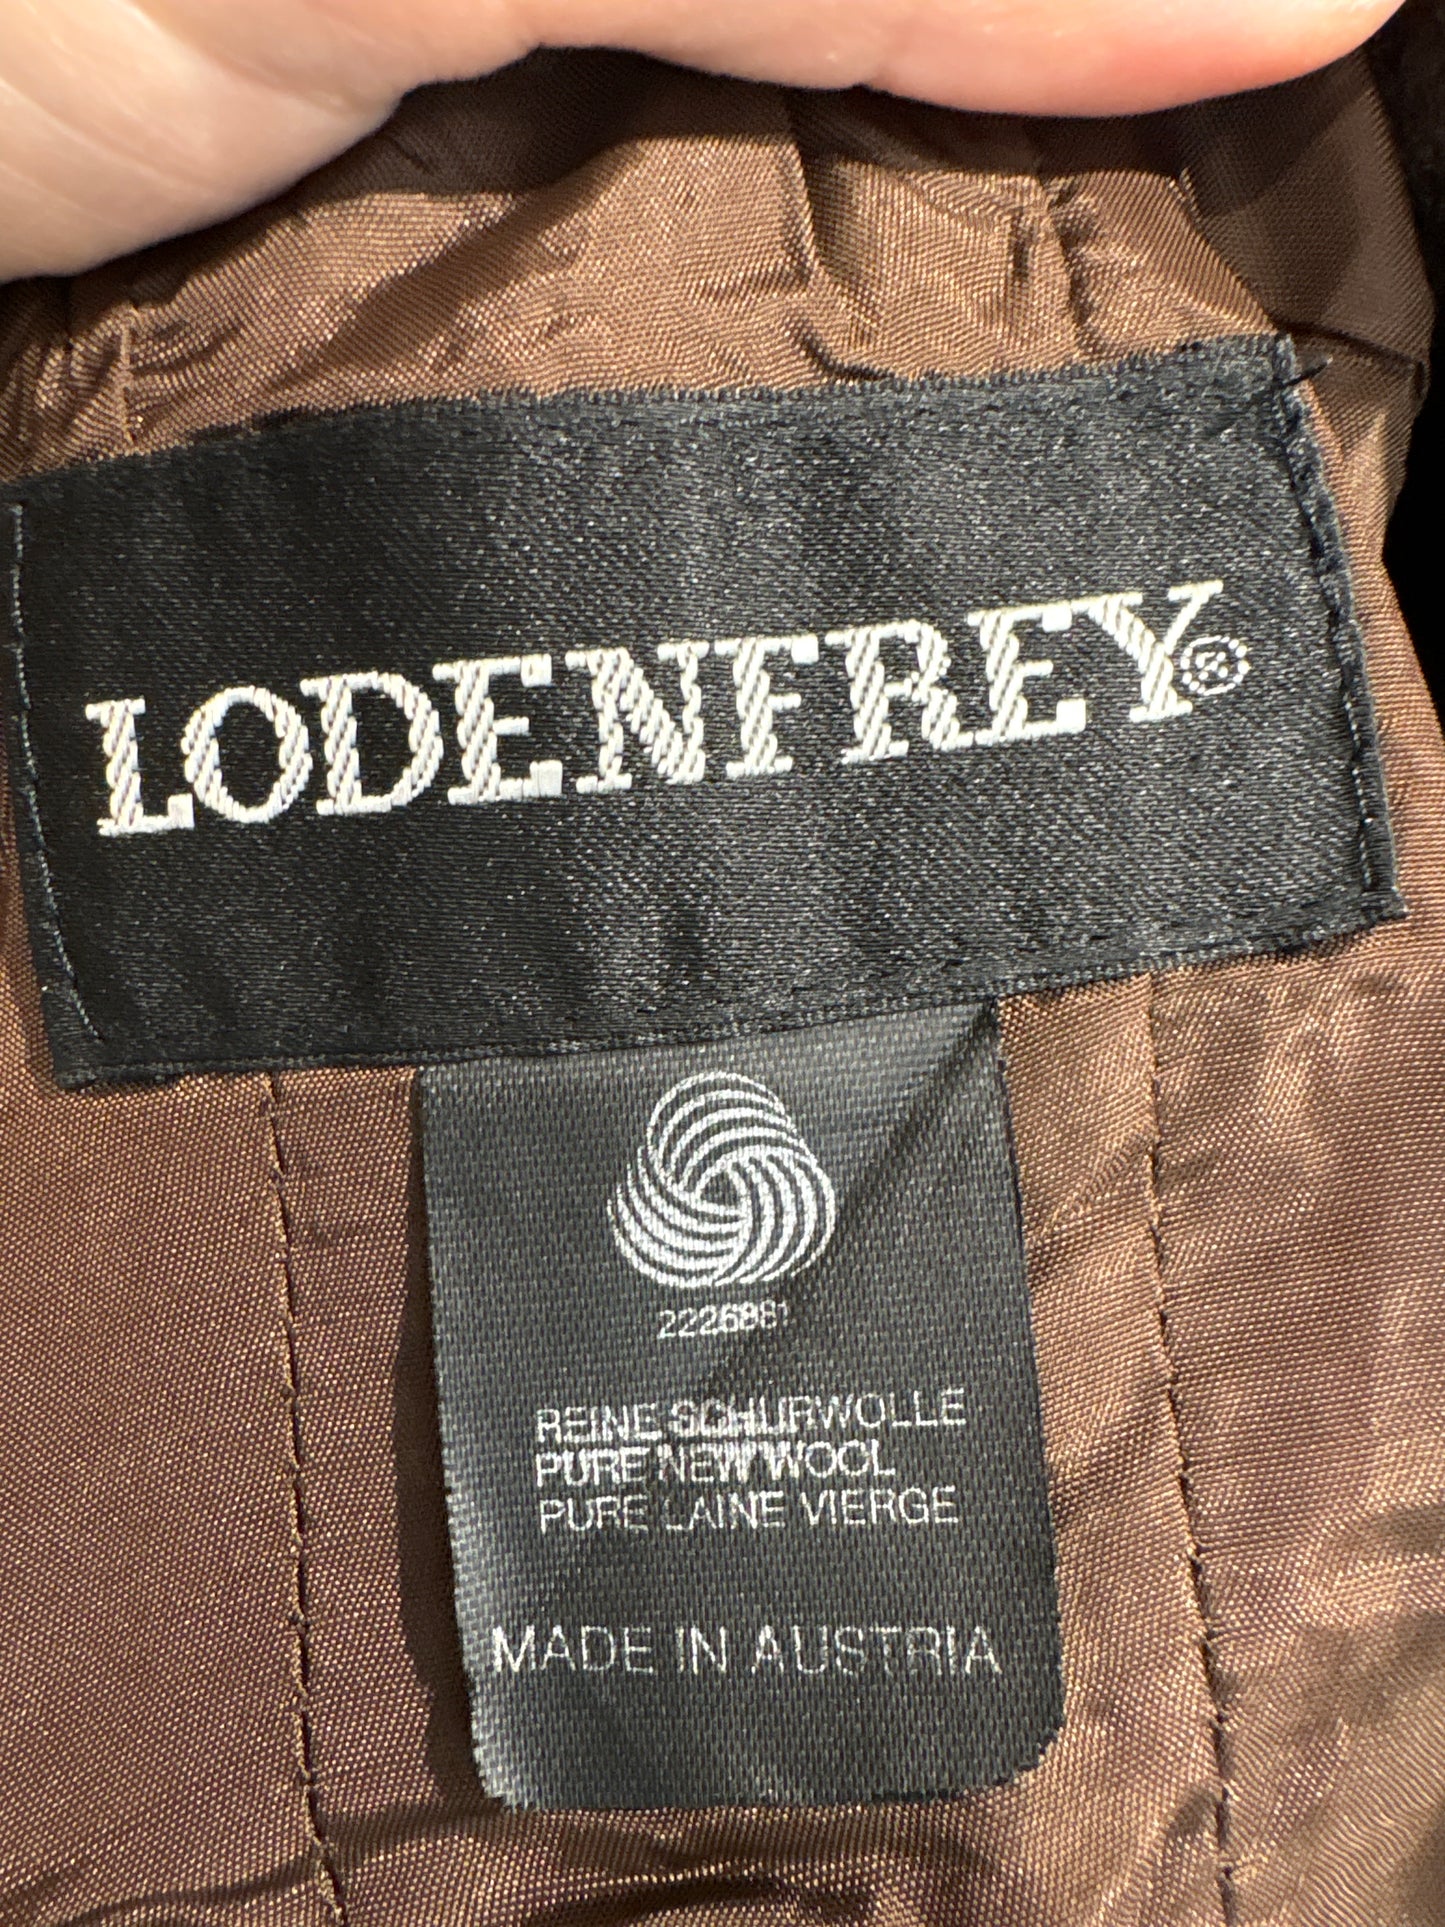 LODENFREY®
2226881
REINE SCHURWOLLE
PURE NEW WOOL
PURE LAINE VIERGE
MADE IN AUSTRIA